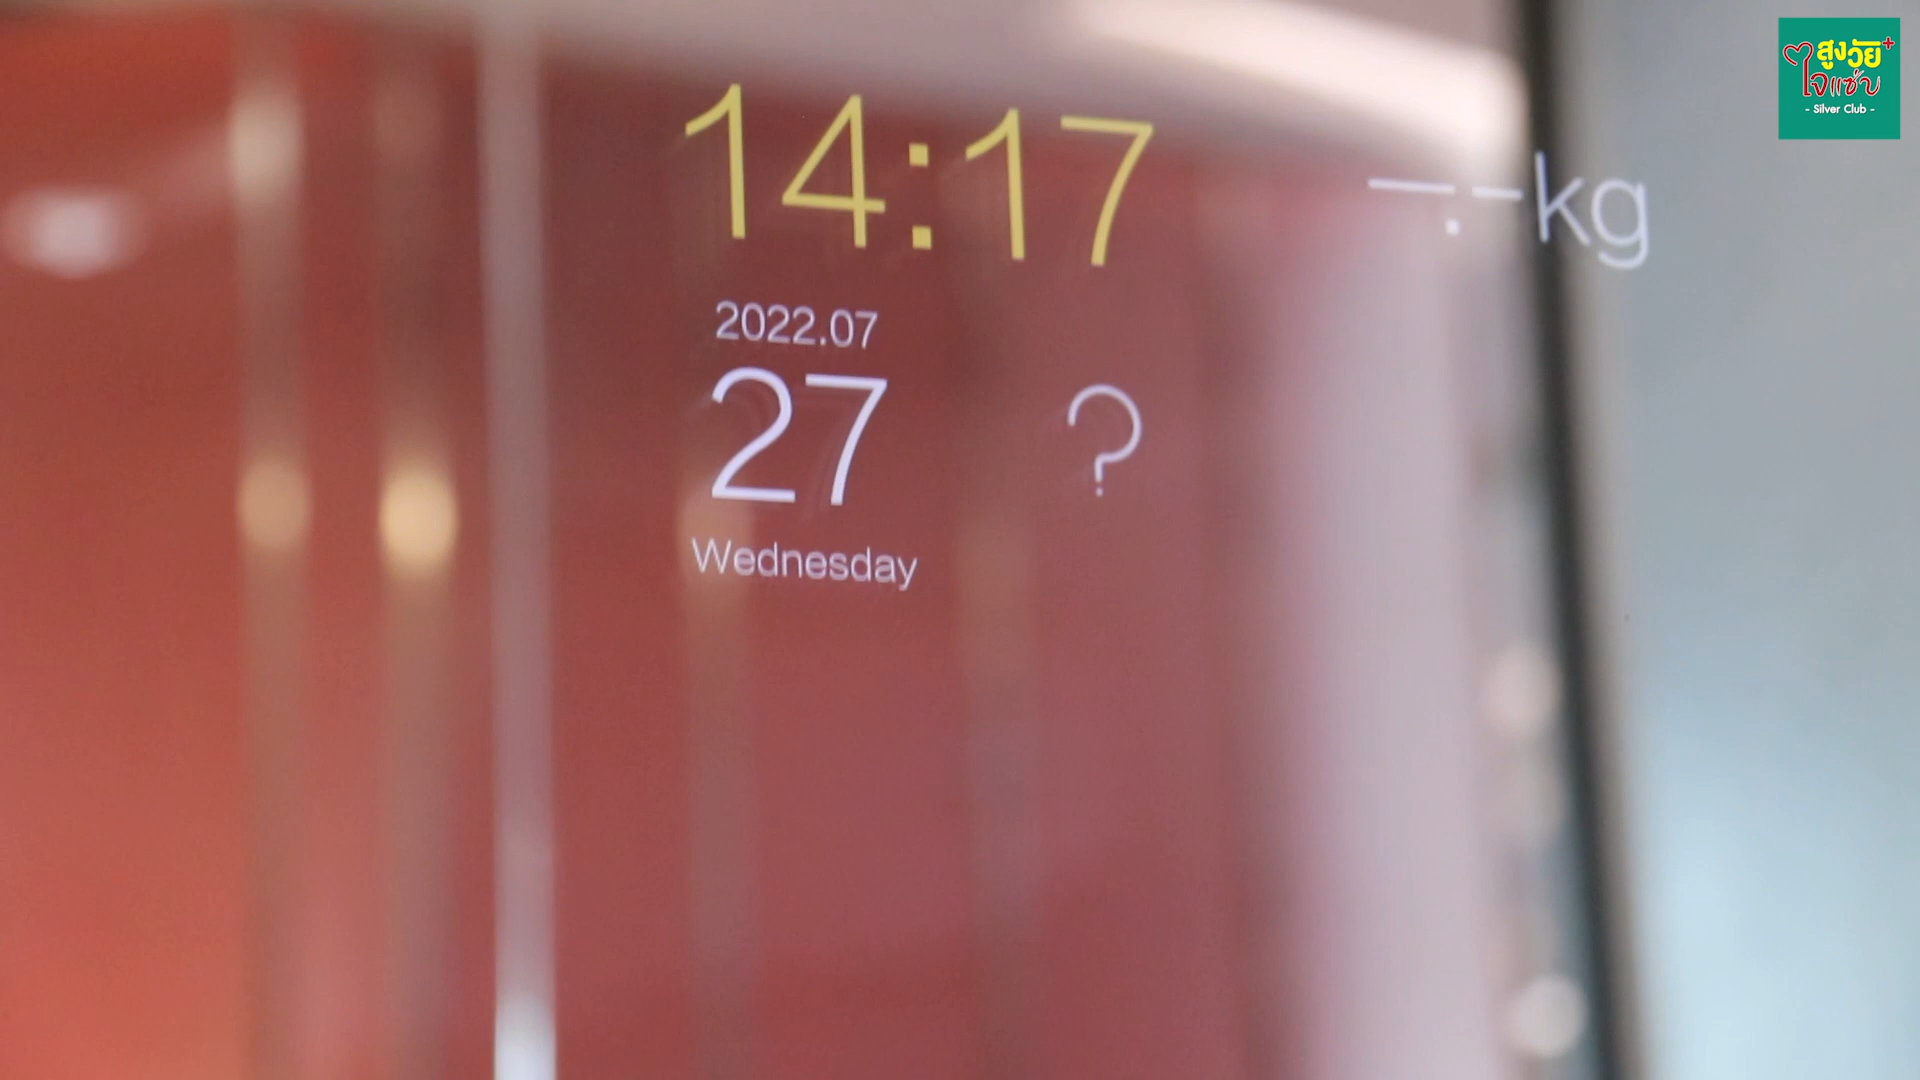 14:17
--.-kg
2022.07
27
?
Wednesday
สูงวัย+
ใจแซ่บ
- Silver Club -